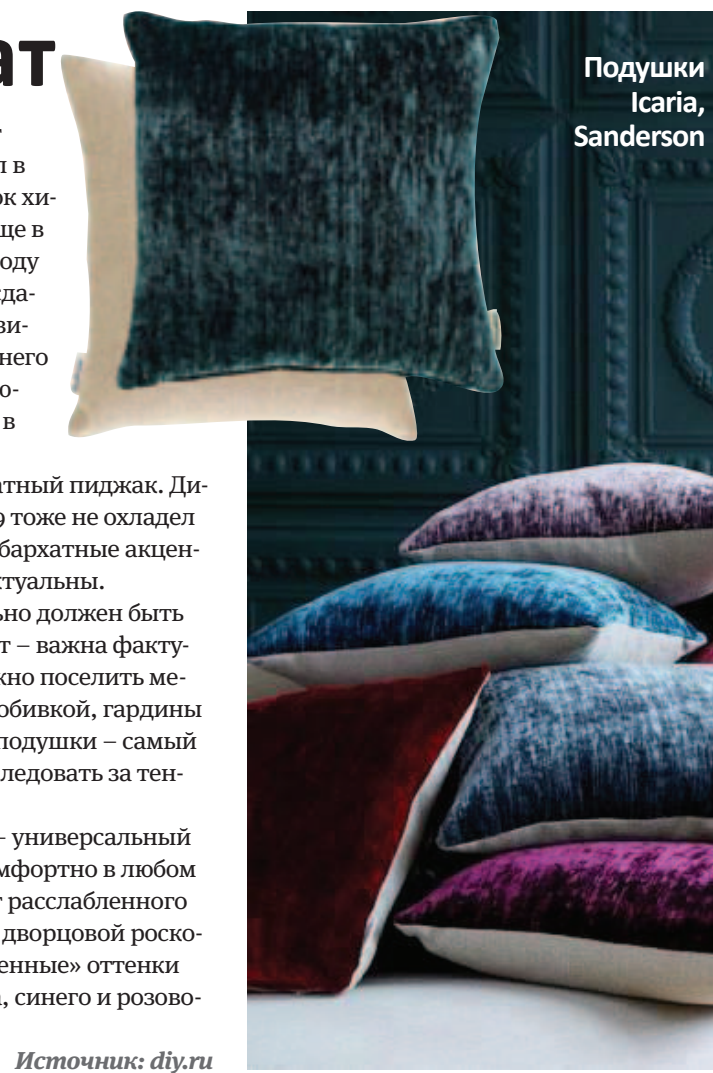 ат
л в
ок хи-
ще в
оду
сда-
ви-
него
о-
в
атный пиджак. Ди-
9 тоже не охладел
бархатные акцен-
ктуальны.
ьно должен быть
т – важна факту-
жно поселить ме-
обивкой, гардины
подушки – самый
ледовать за тен-
– универсальный
мфортно в любом
т расслабленного
дворцовой роско-
енные» оттенки
а, синего и розово-
Источник: diy.ru
Подушки
Icaria,
Sanderson